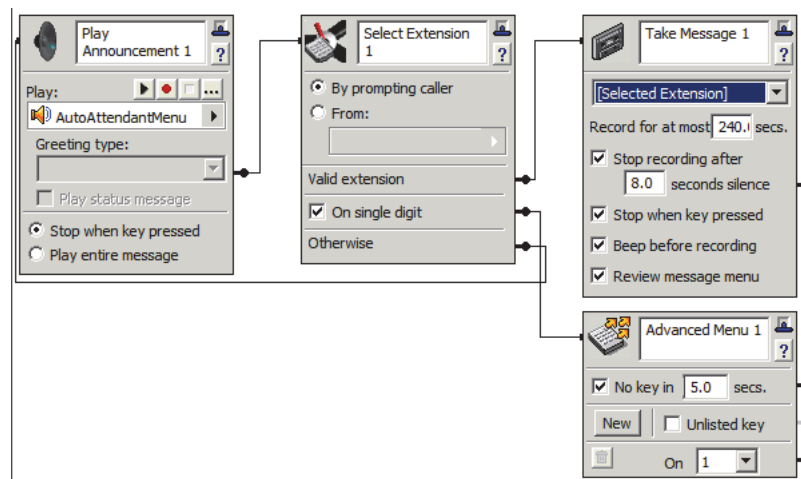 Play
Announcement 1
?
Play:
...
AutoAttendantMenu
Greeting type:
Play status message
Stop when key pressed
Play entire message
Select Extension
1
?
By prompting caller
From:
Valid extension
On single digit
Otherwise
Take Message 1
?
[Selected Extension]
Record for at most 240. secs.
Stop recording after
8.0 seconds silence
Stop when key pressed
Beep before recording
Review message menu
Advanced Menu 1
?
No key in 5.0 secs.
New Unlisted key
On 1